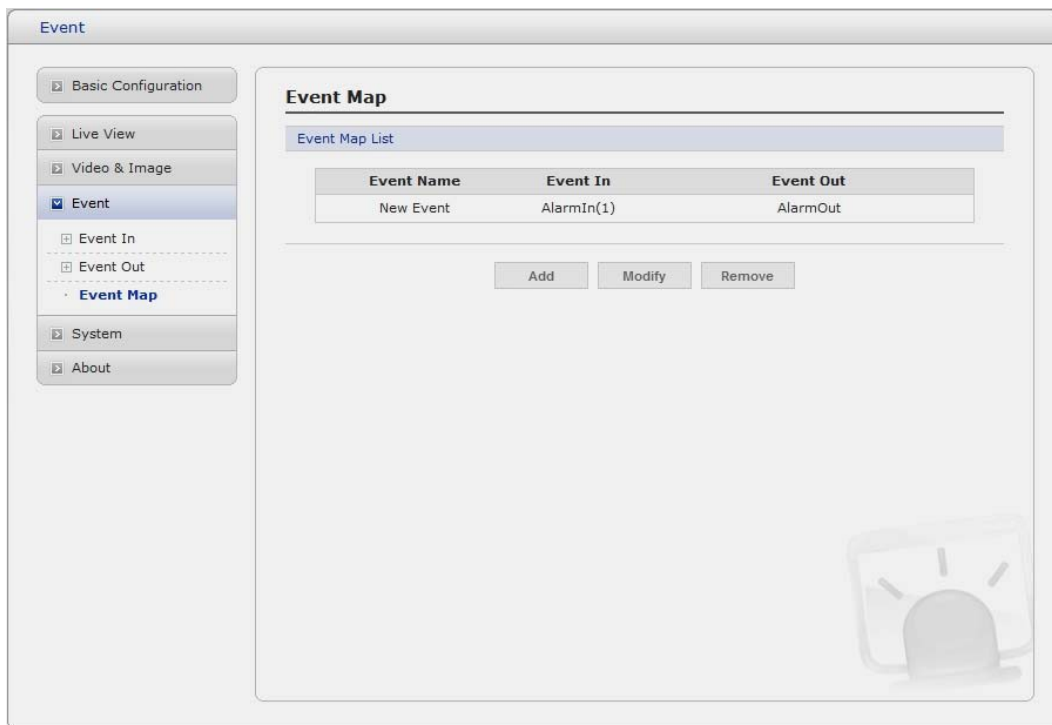 Event
Basic Configuration
Live View
Video & Image
Event
Event In
Event Out
Event Map
System
About
Event Map
Event Map List
Event Name Event In Event Out
New Event AlarmIn(1) AlarmOut
Add Modify Remove